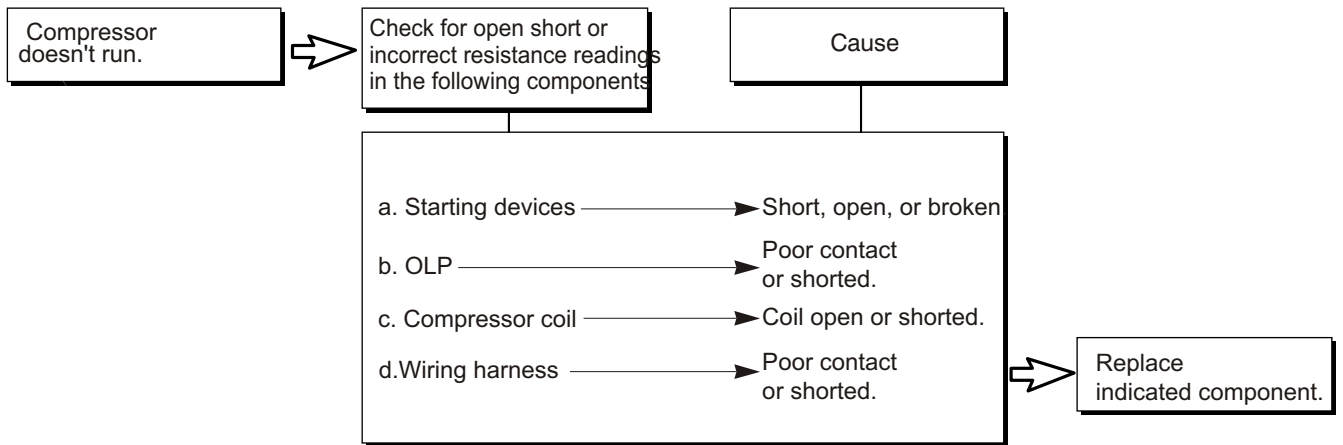 Compressor
doesn't run.
Check for open short or
incorrect resistance readings
in the following components
Cause
a. Starting devices
Short, open, or broken.
b. OLP
Poor contact
or shorted.
c. Compressor coil
Coil open or shorted.
d.Wiring harness
Poor contact
or shorted.
Replace
indicated component.